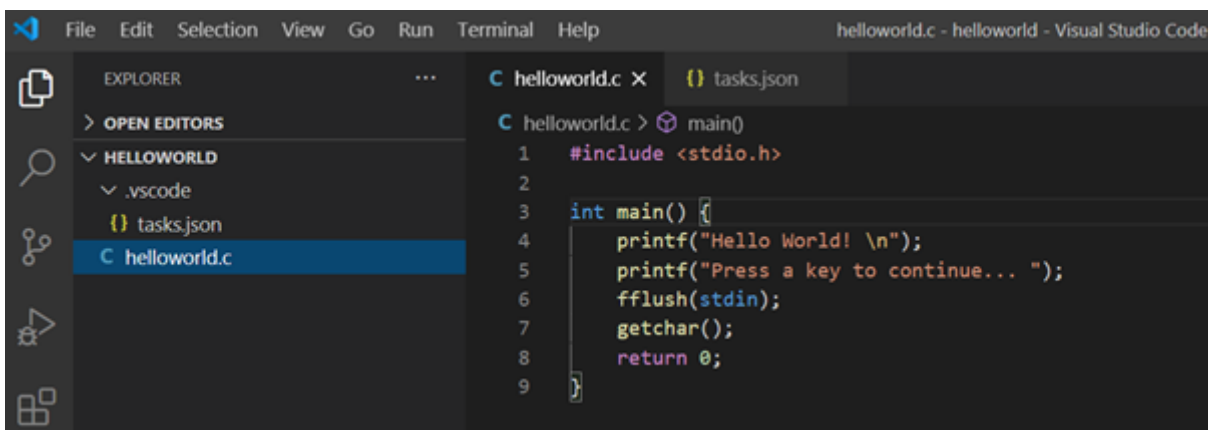 File Edit Selection View Go Run Terminal Help helloworld.c - helloworld - Visual Studio Code
EXPLORER ...
OPEN EDITORS
HELLOWORLD
.vscode
{} tasks.json
C helloworld.c
C helloworld.c × {} tasks.json
C helloworld.c > main()
1 #include <stdio.h>
2
3 int main() {
4     printf("Hello World! \n");
5     printf("Press a key to continue... ");
6     fflush(stdin);
7     getchar();
8     return 0;
9 }